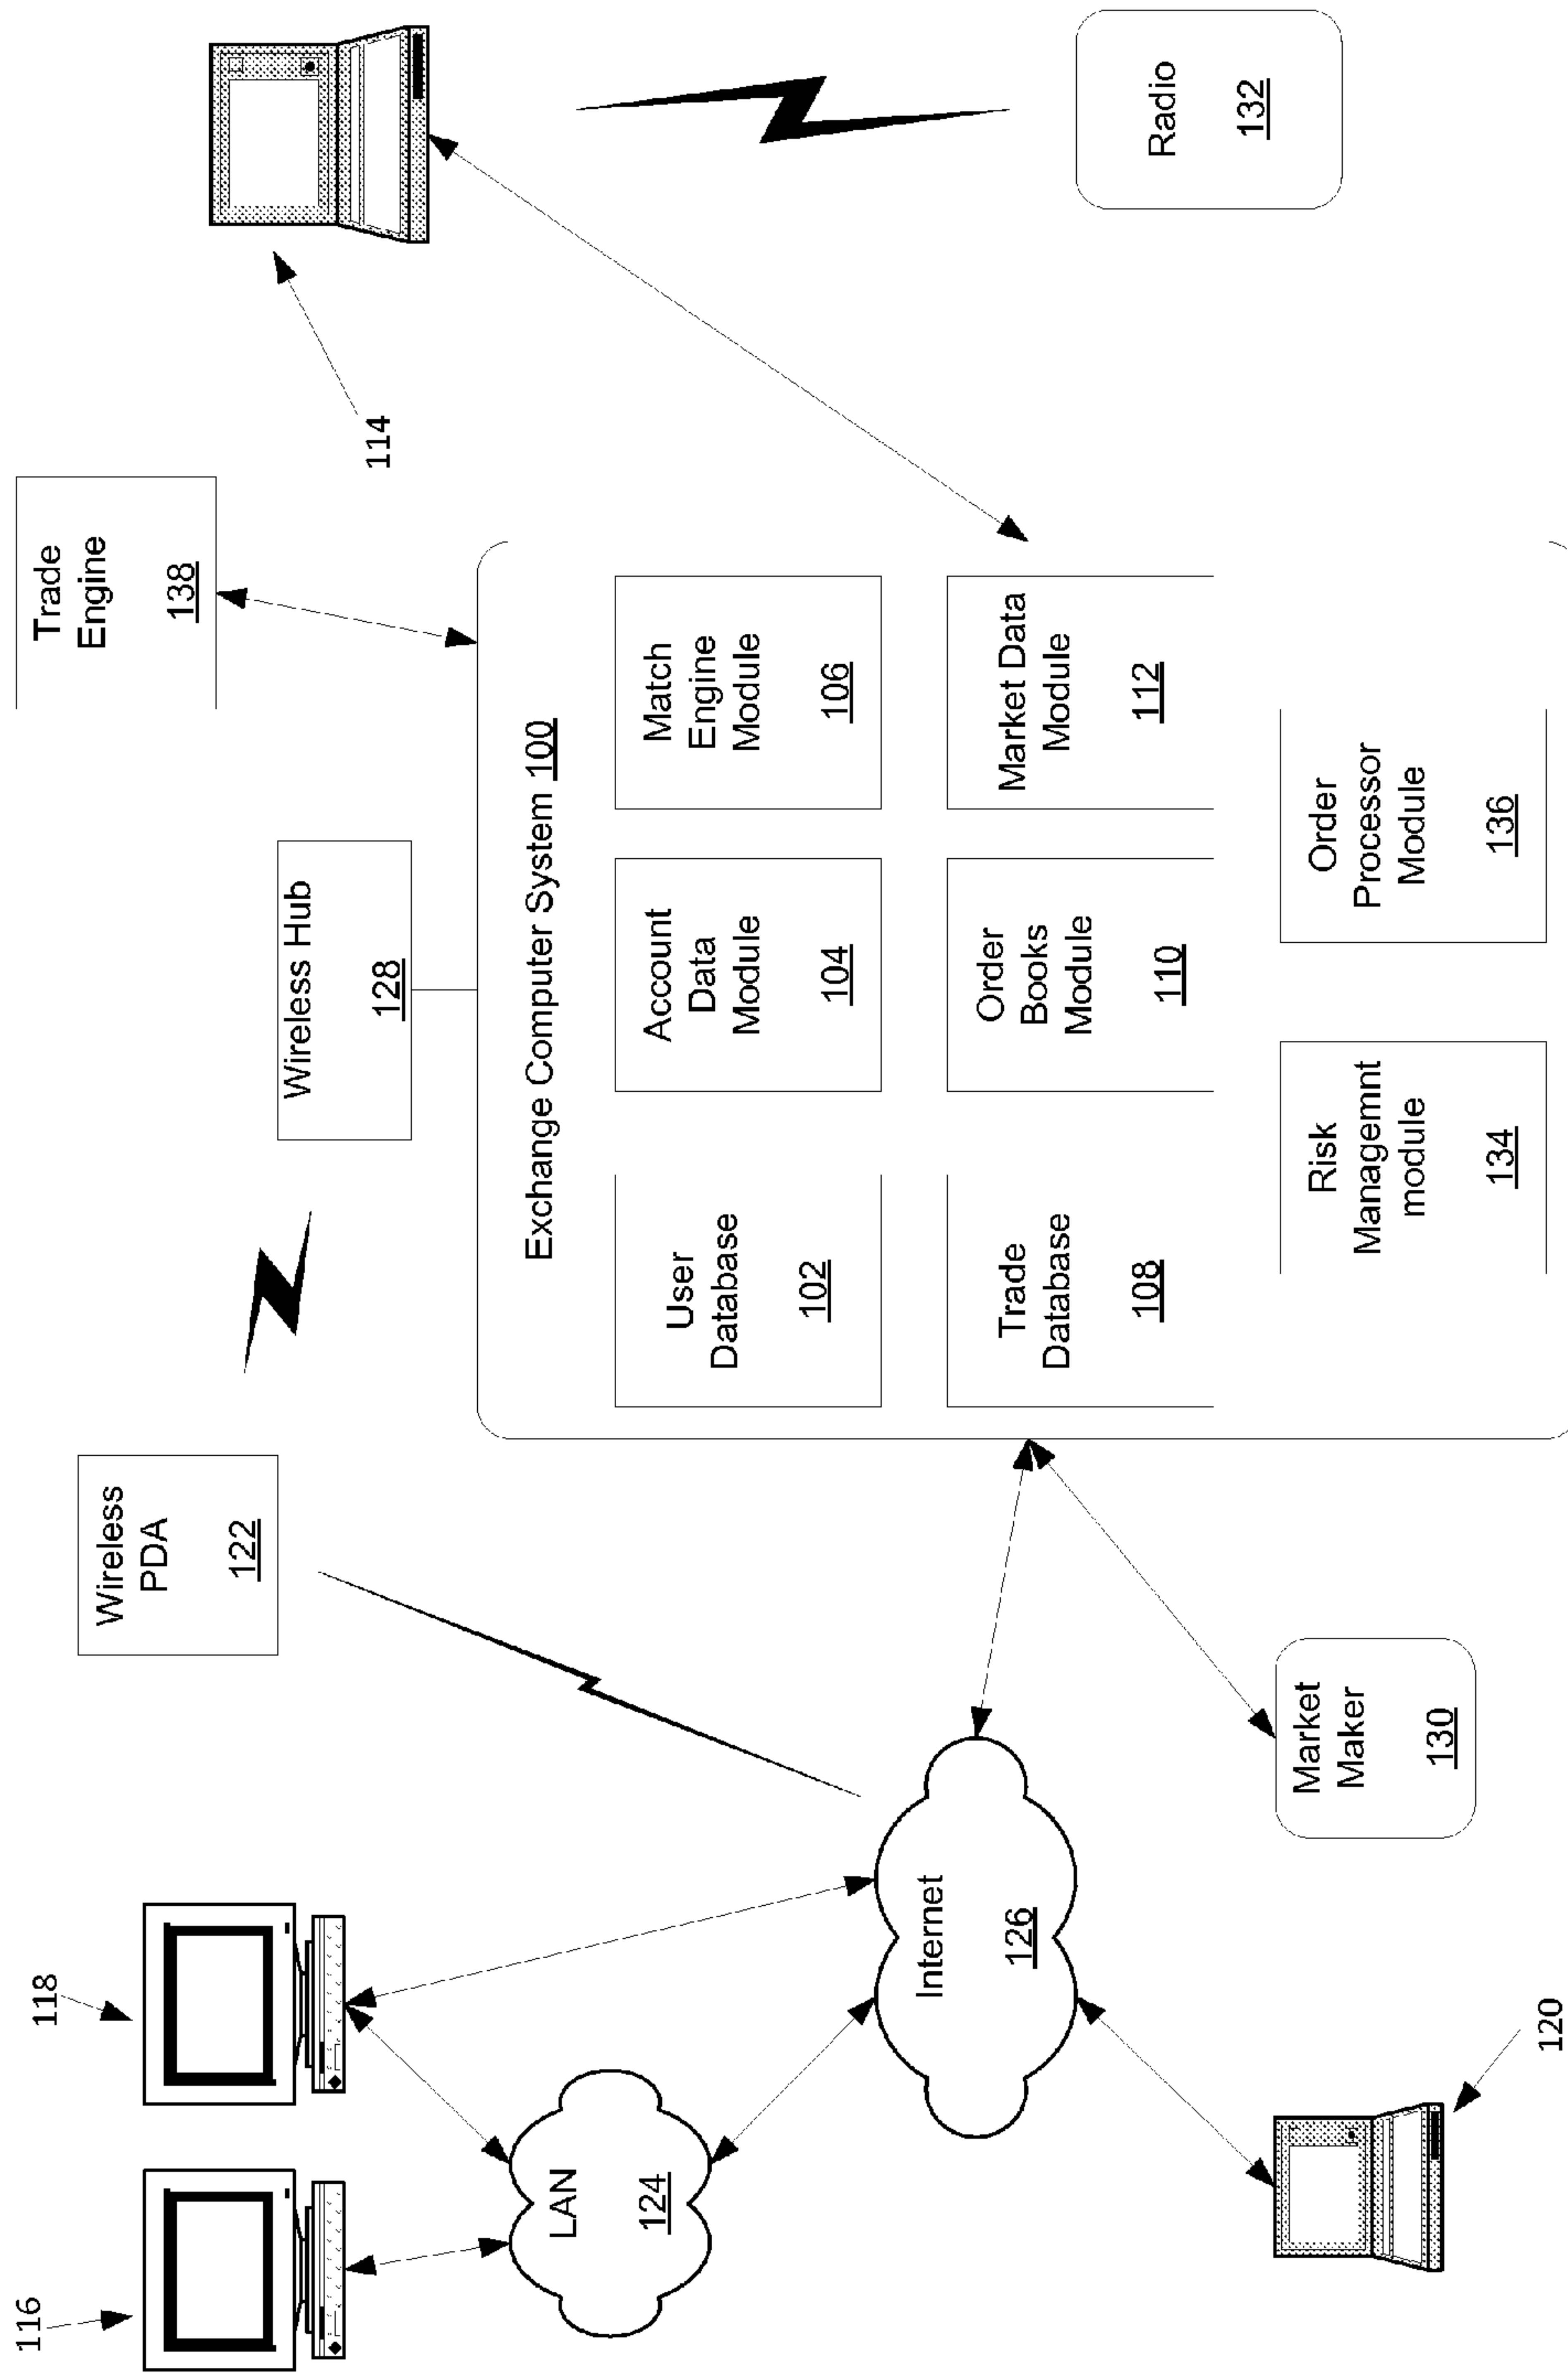 116
118
Wireless
PDA
122
Wireless Hub
128
Trade
Engine
138
114
LAN
124
Internet
126
120
Market
Maker
130
Exchange Computer System 100
User
Database
102
Account
Data
Module
104
Match
Engine
Module
106
Trade
Database
108
Order
Books
Module
110
Market Data
Module
112
Risk
Managemnt
module
134
Order
Processor
Module
136
Radio
132